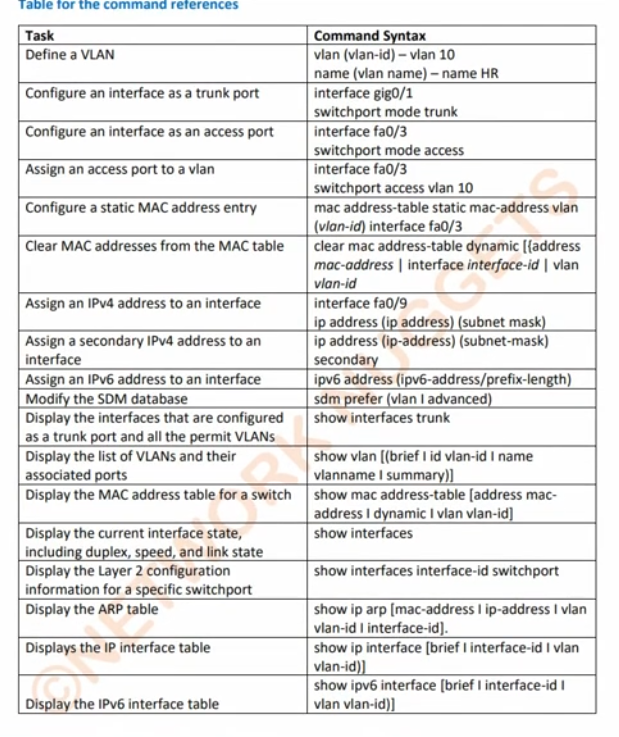 Table for the command references
Task Command Syntax
Define a VLAN vlan (vlan-id) – vlan 10
name (vlan name) – name HR
Configure an interface as a trunk port interface gig0/1
switchport mode trunk
Configure an interface as an access port interface fa0/3
switchport mode access
Assign an access port to a vlan interface fa0/3
switchport access vlan 10
Configure a static MAC address entry mac address-table static mac-address vlan
(vlan-id) interface fa0/3
Clear MAC addresses from the MAC table clear mac address-table dynamic [{address
mac-address | interface interface-id | vlan
vlan-id
Assign an IPv4 address to an interface interface fa0/9
ip address (ip address) (subnet mask)
Assign a secondary IPv4 address to an ip address (ip-address) (subnet-mask)
interface secondary
Assign an IPv6 address to an interface ipv6 address (ipv6-address/prefix-length)
Modify the SDM database sdm prefer (vlan I advanced)
Display the interfaces that are configured show interfaces trunk
as a trunk port and all the permit VLANs
Display the list of VLANs and their show vlan [(brief I id vlan-id I name
associated ports vlanname I summary)]
Display the MAC address table for a switch show mac address-table [address mac-
address I dynamic I vlan vlan-id]
Display the current interface state, show interfaces
including duplex, speed, and link state
Display the Layer 2 configuration show interfaces interface-id switchport
information for a specific switchport
Display the ARP table show ip arp [mac-address I ip-address I vlan
vlan-id I interface-id].
Displays the IP interface table show ip interface [brief I interface-id I vlan
vlan-id)]
show ipv6 interface [brief I interface-id I
Display the IPv6 interface table vlan vlan-id)]
©NETWORK NUGGETS